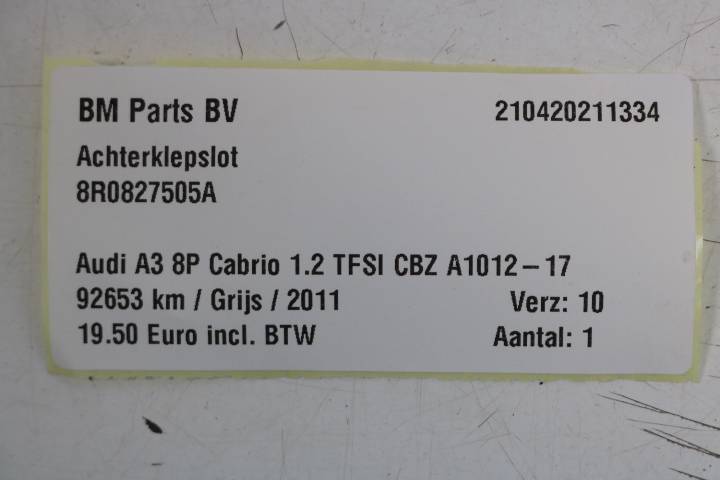 BM Parts BV 210420211334
Achterklepslot
8R0827505A
Audi A3 8P Cabrio 1.2 TFSI CBZ A1012-17
92653 km / Grijs / 2011 Verz: 10
19.50 Euro incl. BTW Aantal: 1